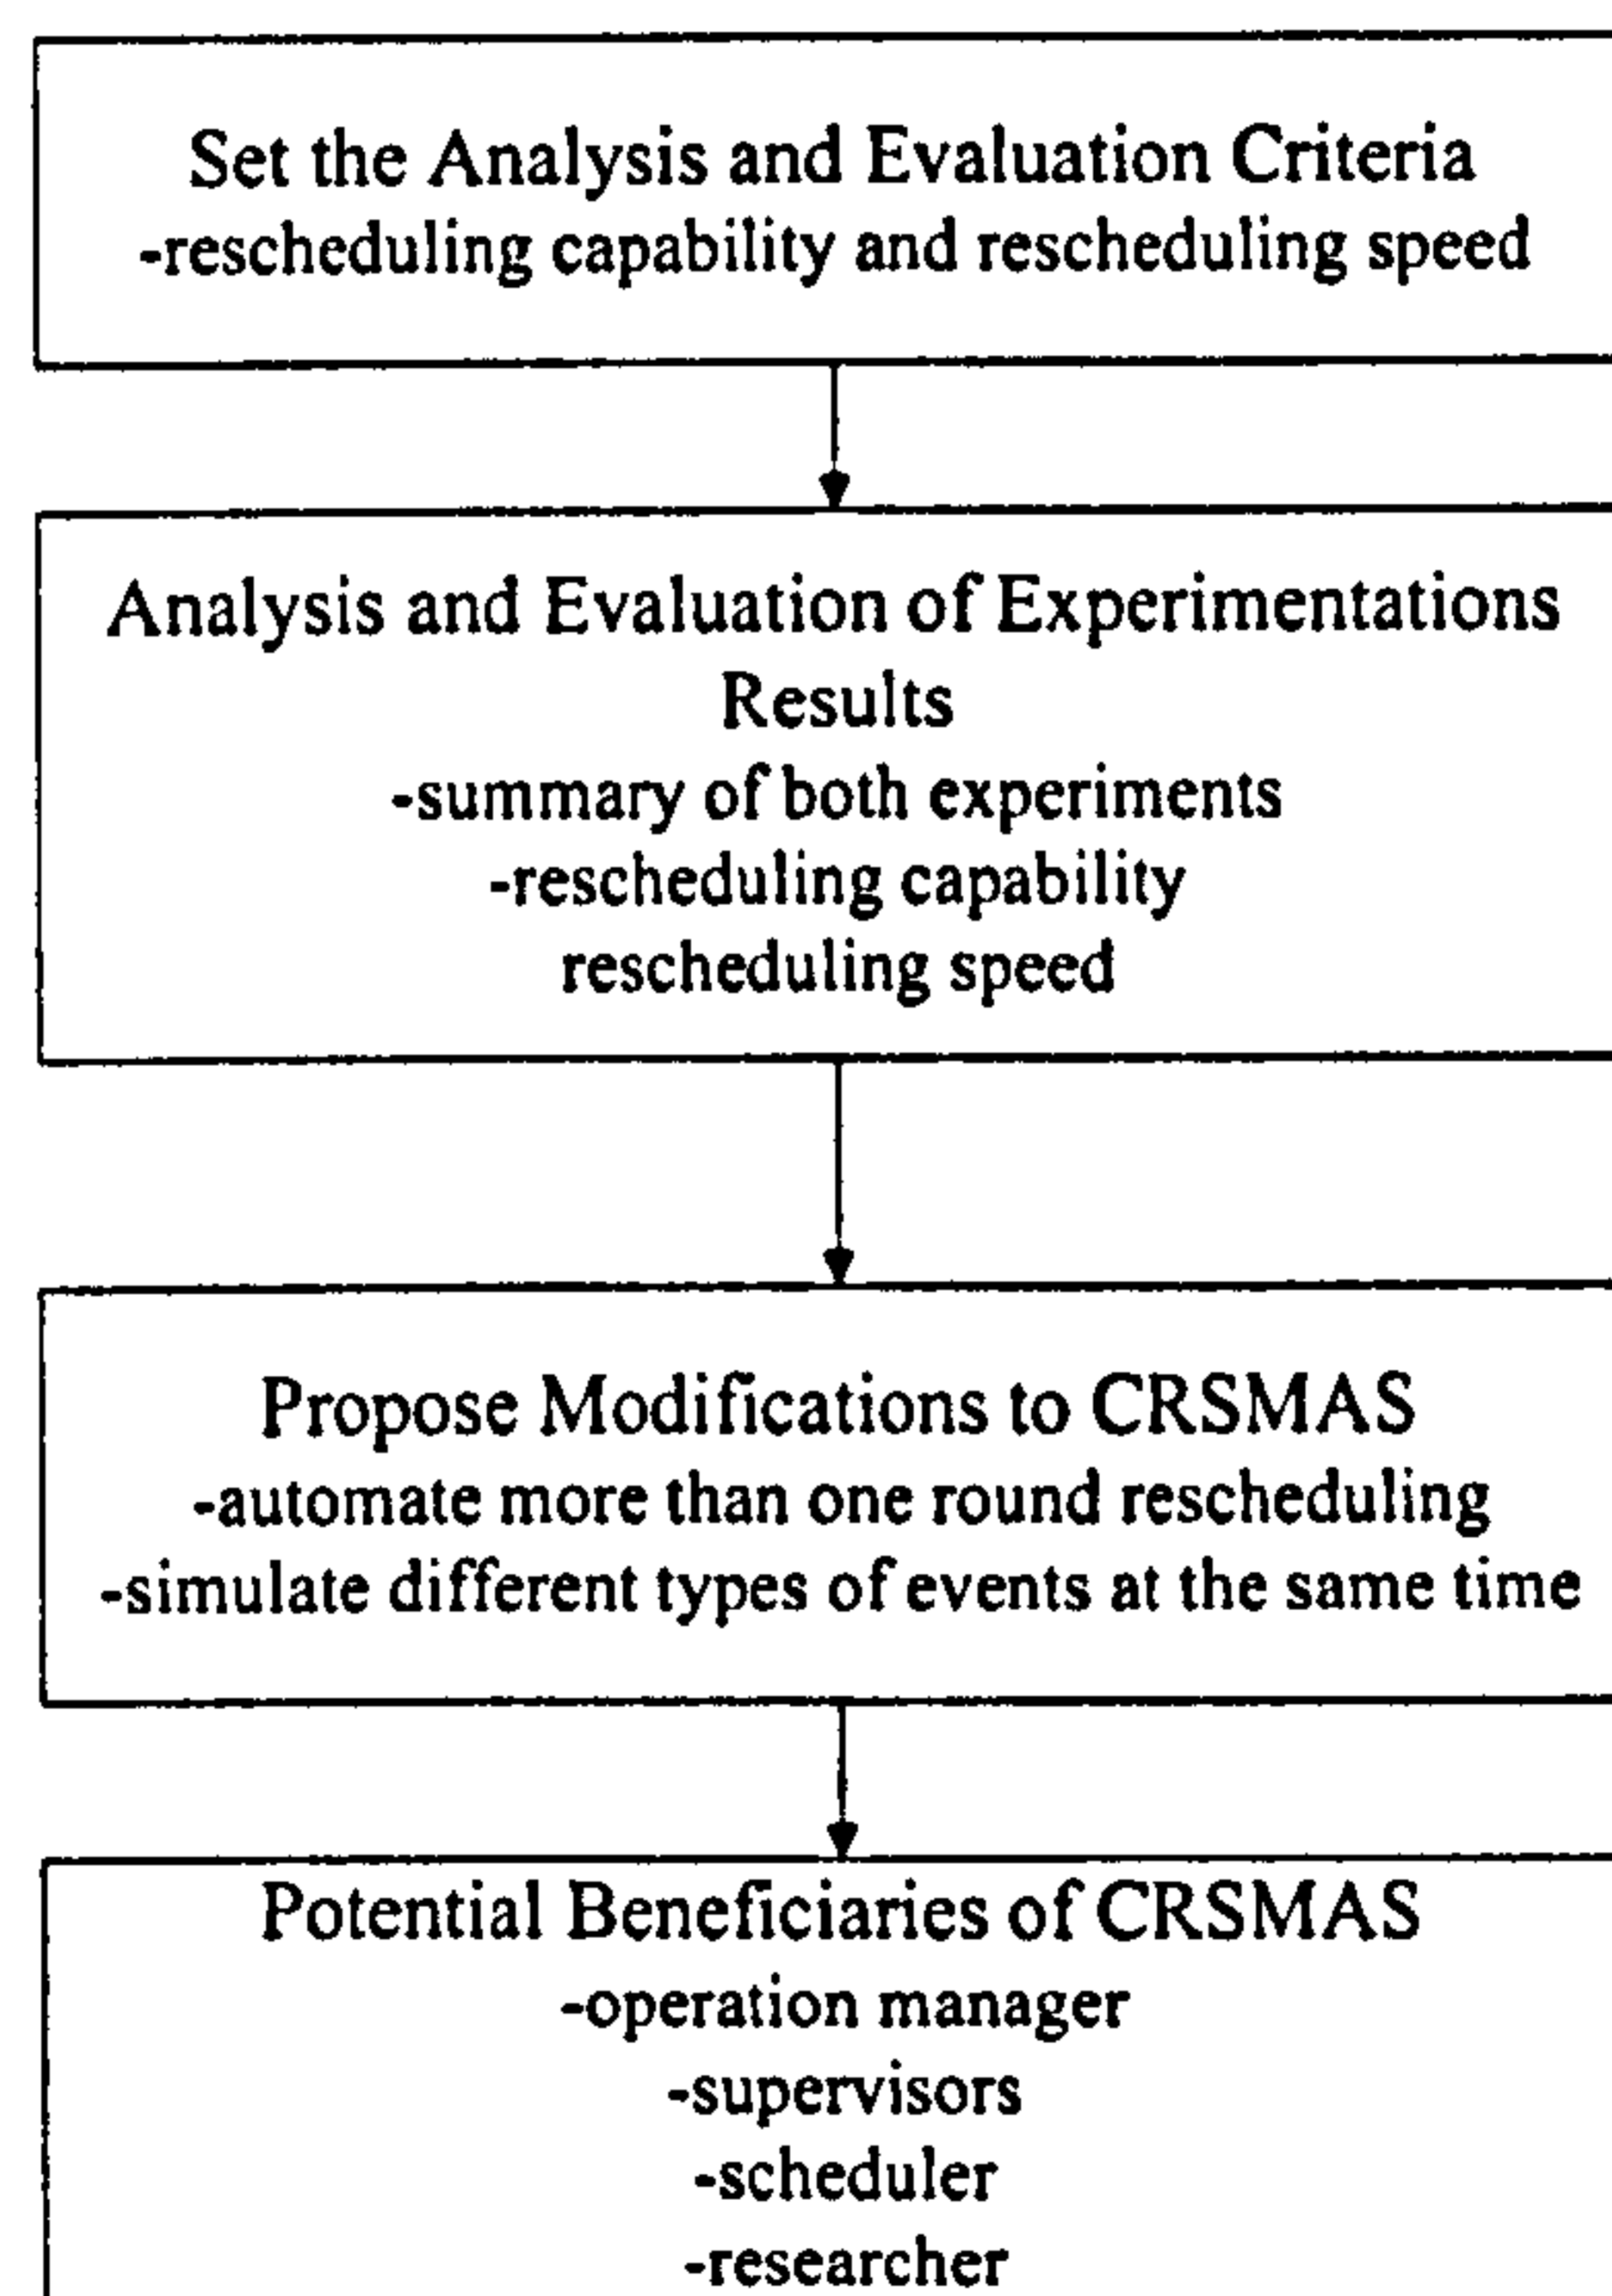 Set the Analysis and Evaluation Criteria
-rescheduling capability and rescheduling speed
Analysis and Evaluation of Experimentations
Results
-summary of both experiments
-rescheduling capability
rescheduling speed
Propose Modifications to CRSMAS
-automate more than one round rescheduling
-simulate different types of events at the same time
Potential Beneficiaries of CRSMAS
-operation manager
-supervisors
-scheduler
-researcher